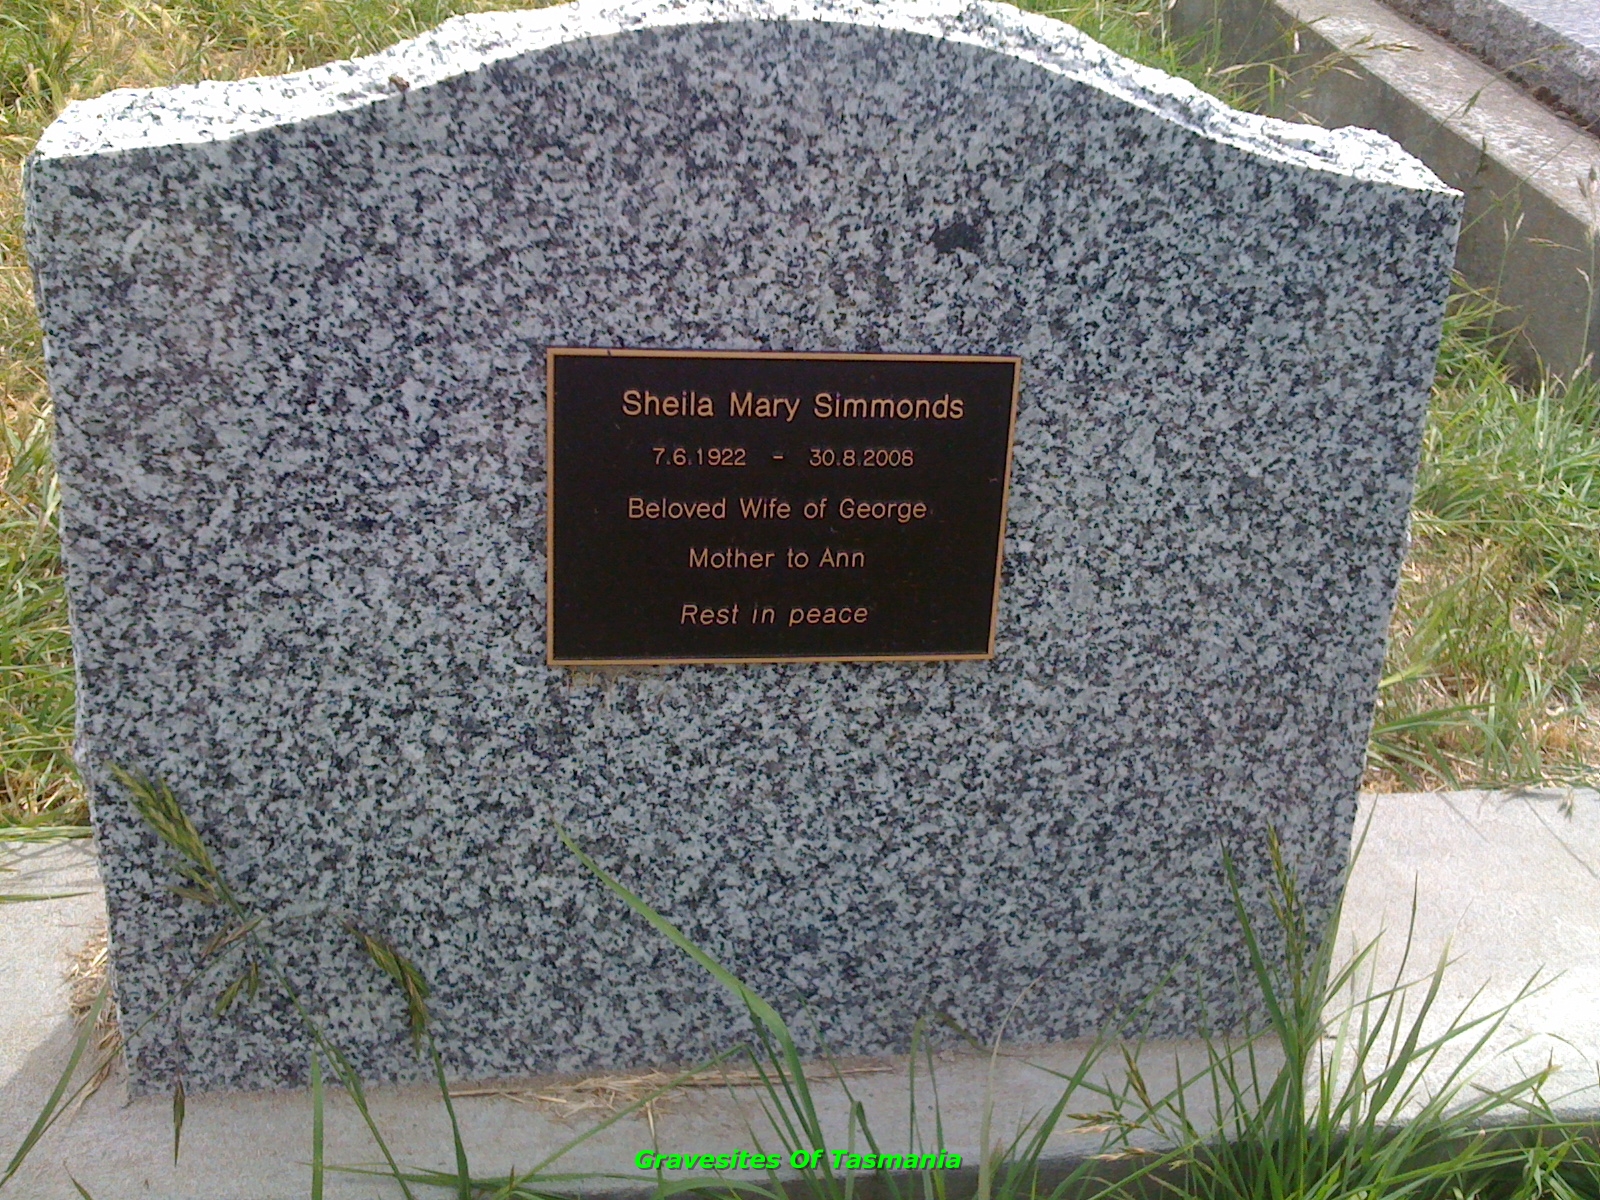 Sheila Mary Simmonds
7.6.1922 - 30.8.2008
Beloved Wife of George
Mother to Ann
Rest in peace
Gravesites Of Tasmania